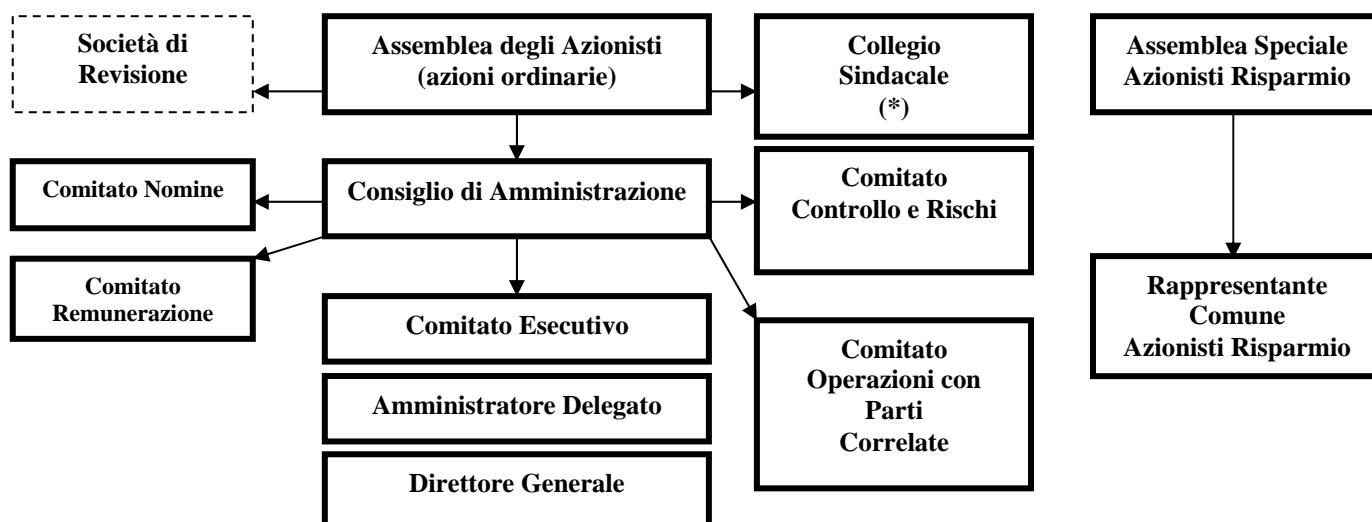 Società di
Revisione
Assemblea degli Azionisti
(azioni ordinarie)
Collegio
Sindacale
(*)
Assemblea Speciale
Azionisti Risparmio
Comitato Nomine
Consiglio di Amministrazione
Comitato
Controllo e Rischi
Comitato
Remunerazione
Comitato Esecutivo
Comitato
Operazioni con
Parti
Correlate
Rappresentante
Comune
Azionisti Risparmio
Amministratore Delegato
Direttore Generale